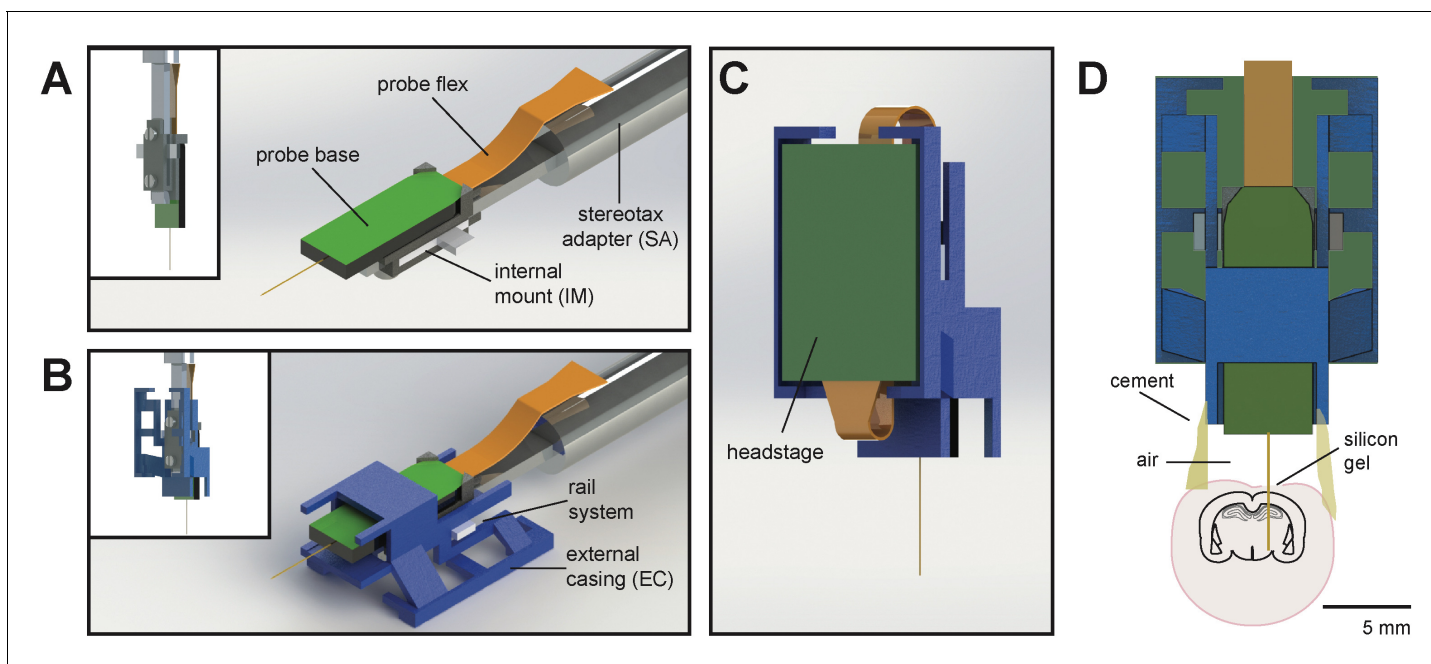 A
probe flex
probe base
stereotax
adapter (SA)
internal
mount (IM)
B
rail
system
external
casing (EC)
C
headstage
D
cement
air
silicon
gel
5 mm